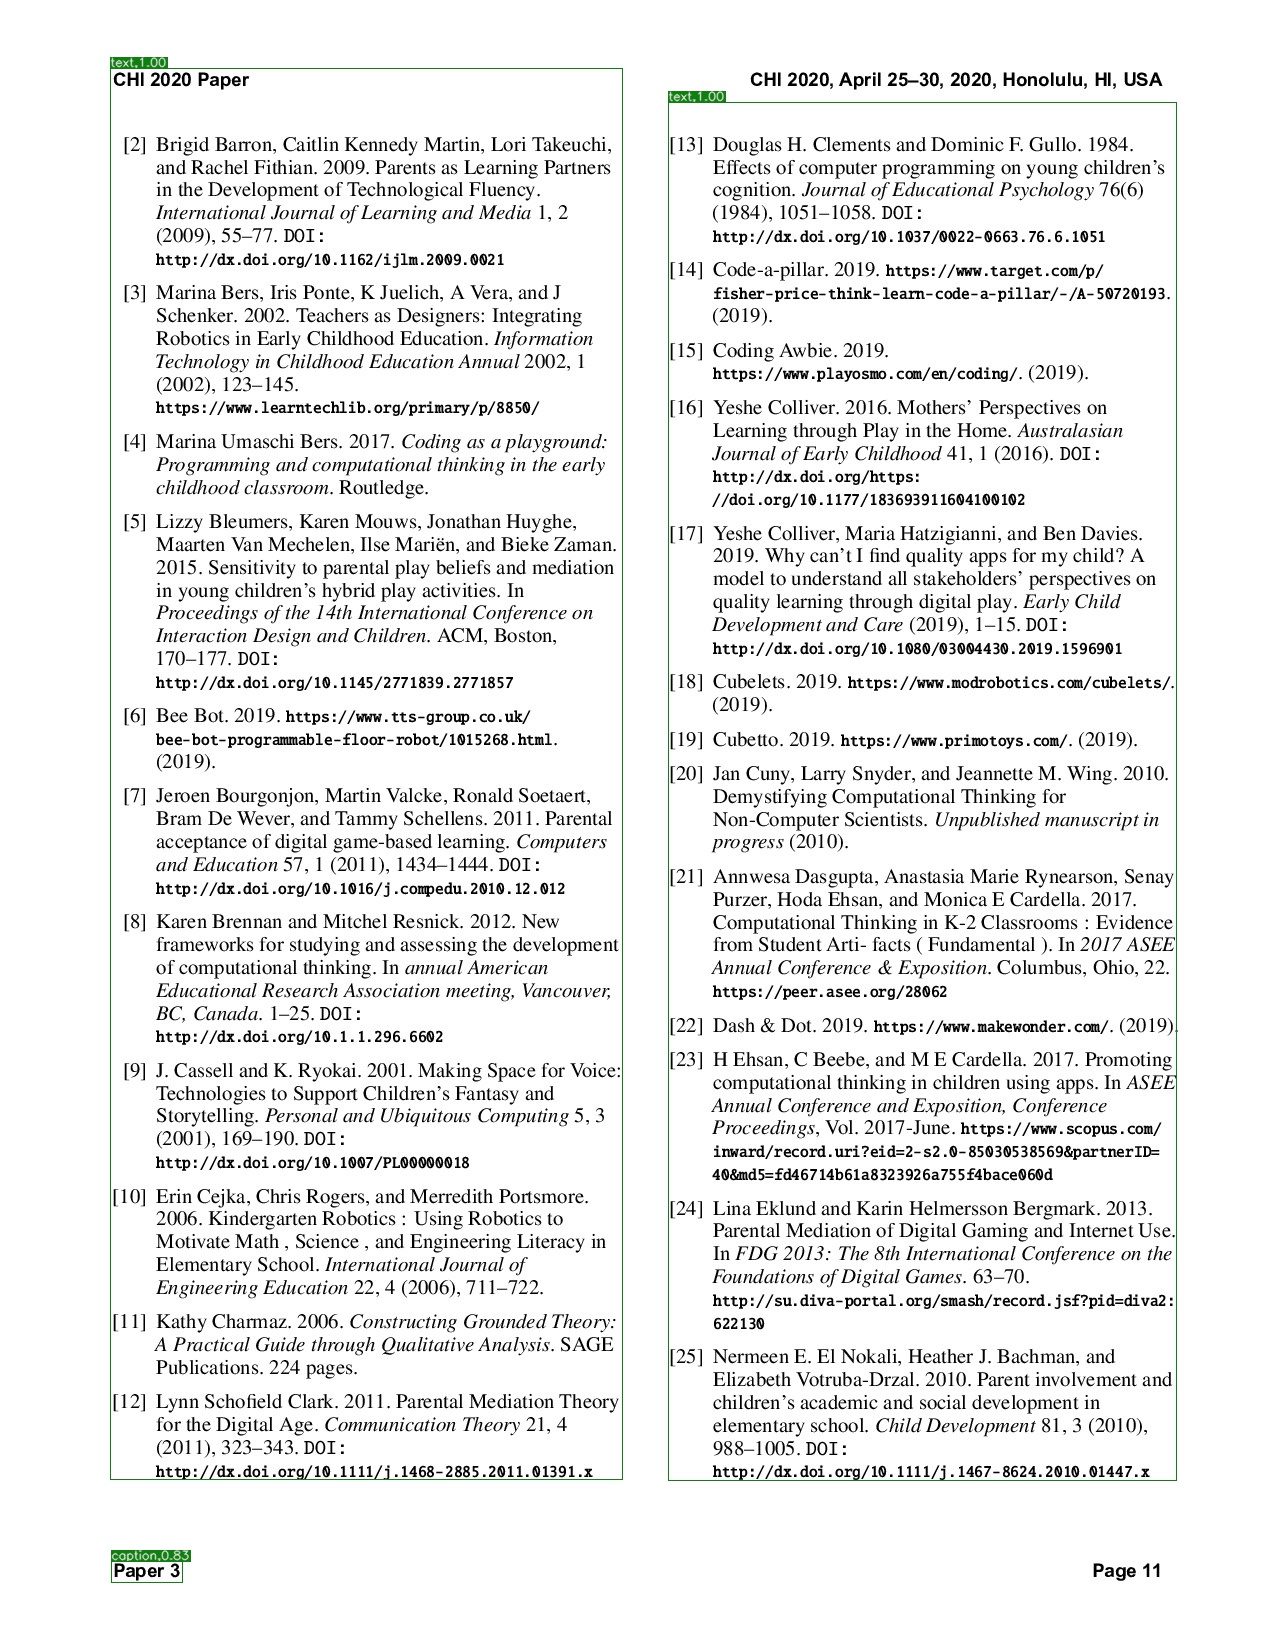 text,1.00
CHI 2020 Paper
CHI 2020, April 25–30, 2020, Honolulu, HI, USA
[2] Brigid Barron, Caitlin Kennedy Martin, Lori Takeuchi,
and Rachel Fithian. 2009. Parents as Learning Partners
in the Development of Technological Fluency.
International Journal of Learning and Media 1, 2
(2009), 55–77. DOI:
http://dx.doi.org/10.1162/ijlm.2009.0021
[3] Marina Bers, Iris Ponte, K Juelich, A Vera, and J
Schenker. 2002. Teachers as Designers: Integrating
Robotics in Early Childhood Education. Information
Technology in Childhood Education Annual 2002, 1
(2002), 123–145.
https://www.learntechlib.org/primary/p/8850/
[4] Marina Umaschi Bers. 2017. Coding as a playground:
Programming and computational thinking in the early
childhood classroom. Routledge.
[5] Lizzy Bleumers, Karen Mouws, Jonathan Huyghe,
Maarten Van Mechelen, Ilse Mariën, and Bieke Zaman.
2015. Sensitivity to parental play beliefs and mediation
in young children’s hybrid play activities. In
Proceedings of the 14th International Conference on
Interaction Design and Children. ACM, Boston,
170–177. DOI:
http://dx.doi.org/10.1145/2771839.2771857
[6] Bee Bot. 2019. https://www.tts-group.co.uk/
bee-bot-programmable-floor-robot/1015268.html.
(2019).
[7] Jeroen Bourgonjon, Martin Valcke, Ronald Soetaert,
Bram De Wever, and Tammy Schellens. 2011. Parental
acceptance of digital game-based learning. Computers
and Education 57, 1 (2011), 1434–1444. DOI:
http://dx.doi.org/10.1016/j.compedu.2010.12.012
[8] Karen Brennan and Mitchel Resnick. 2012. New
frameworks for studying and assessing the development
of computational thinking. In annual American
Educational Research Association meeting, Vancouver,
BC, Canada. 1–25. DOI:
http://dx.doi.org/10.1.1.296.6602
[9] J. Cassell and K. Ryokai. 2001. Making Space for Voice:
Technologies to Support Children’s Fantasy and
Storytelling. Personal and Ubiquitous Computing 5, 3
(2001), 169–190. DOI:
http://dx.doi.org/10.1007/PL00000018
[10] Erin Cejka, Chris Rogers, and Merredith Portsmore.
2006. Kindergarten Robotics : Using Robotics to
Motivate Math , Science , and Engineering Literacy in
Elementary School. International Journal of
Engineering Education 22, 4 (2006), 711–722.
[11] Kathy Charmaz. 2006. Constructing Grounded Theory:
A Practical Guide through Qualitative Analysis. SAGE
Publications. 224 pages.
[12] Lynn Schofield Clark. 2011. Parental Mediation Theory
for the Digital Age. Communication Theory 21, 4
(2011), 323–343. DOI:
http://dx.doi.org/10.1111/j.1468-2885.2011.01391.x
text,1.00
[13] Douglas H. Clements and Dominic F. Gullo. 1984.
Effects of computer programming on young children’s
cognition. Journal of Educational Psychology 76(6)
(1984), 1051–1058. DOI:
http://dx.doi.org/10.1037/0022-0663.76.6.1051
[14] Code-a-pillar. 2019. https://www.target.com/p/
fisher-price-think-learn-code-a-pillar/-/A-50720193.
(2019).
[15] Coding Awbie. 2019.
https://www.playosmo.com/en/coding/. (2019).
[16] Yeshe Colliver. 2016. Mothers’ Perspectives on
Learning through Play in the Home. Australasian
Journal of Early Childhood 41, 1 (2016). DOI:
http://dx.doi.org/https:
//doi.org/10.1177/183693911604100102
[17] Yeshe Colliver, Maria Hatzigianni, and Ben Davies.
2019. Why can’t I find quality apps for my child? A
model to understand all stakeholders’ perspectives on
quality learning through digital play. Early Child
Development and Care (2019), 1–15. DOI:
http://dx.doi.org/10.1080/03004430.2019.1596901
[18] Cubelets. 2019. https://www.modrobotics.com/cubelets/.
(2019).
[19] Cubetto. 2019. https://www.primotoys.com/. (2019).
[20] Jan Cuny, Larry Snyder, and Jeannette M. Wing. 2010.
Demystifying Computational Thinking for
Non-Computer Scientists. Unpublished manuscript in
progress (2010).
[21] Annwesa Dasgupta, Anastasia Marie Rynearson, Senay
Purzer, Hoda Ehsan, and Monica E Cardella. 2017.
Computational Thinking in K-2 Classrooms : Evidence
from Student Arti- facts ( Fundamental ). In 2017 ASEE
Annual Conference & Exposition. Columbus, Ohio, 22.
https://peer.asee.org/28062
[22] Dash & Dot. 2019. https://www.makewonder.com/. (2019).
[23] H Ehsan, C Beebe, and M E Cardella. 2017. Promoting
computational thinking in children using apps. In ASEE
Annual Conference and Exposition, Conference
Proceedings, Vol. 2017-June. https://www.scopus.com/
inward/record.uri?eid=2-s2.0-85030538569&partnerID=
40&md5=fd46714b61a8323926a755f4bace060d
[24] Lina Eklund and Karin Helmersson Bergmark. 2013.
Parental Mediation of Digital Gaming and Internet Use.
In FDG 2013: The 8th International Conference on the
Foundations of Digital Games. 63–70.
http://su.diva-portal.org/smash/record.jsf?pid=diva2:
622130
[25] Nermeen E. El Nokali, Heather J. Bachman, and
Elizabeth Votruba-Drzal. 2010. Parent involvement and
children’s academic and social development in
elementary school. Child Development 81, 3 (2010),
988–1005. DOI:
http://dx.doi.org/10.1111/j.1467-8624.2010.01447.x
caption,0.83
Paper 3
Page 11